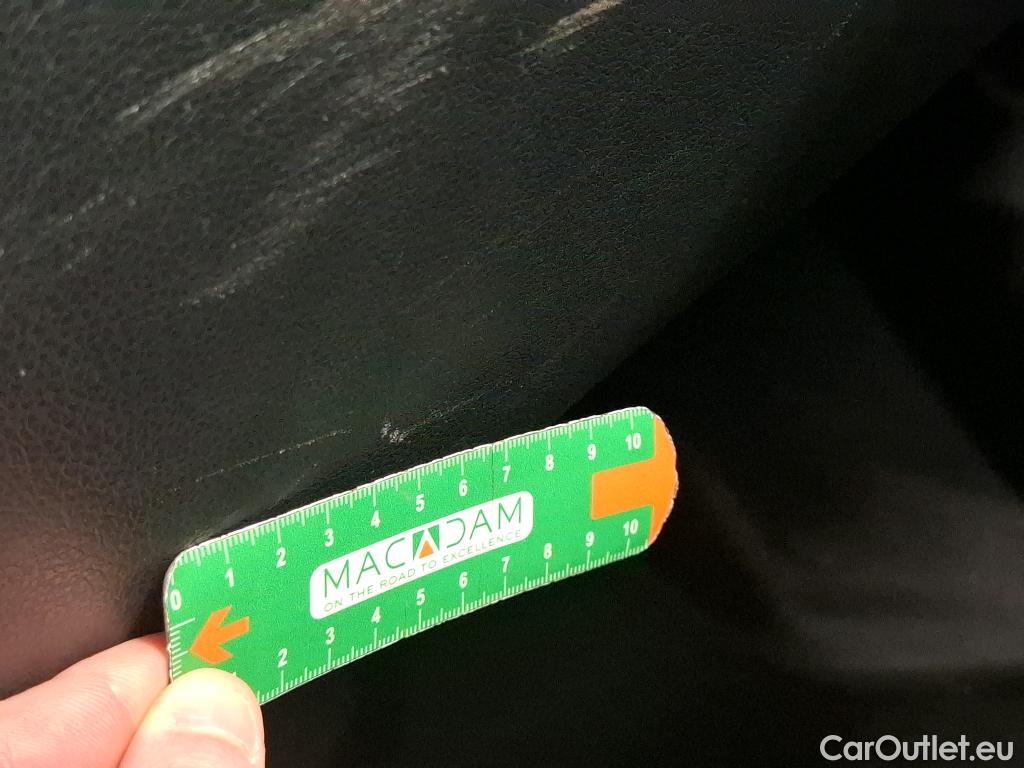 0 1 2 3 4 5 6 7 8 9 10
MACADAM
ON THE ROAD TO EXCELLENCE
2 3 4 5 6 7 8 9 10
CarOutlet.eu